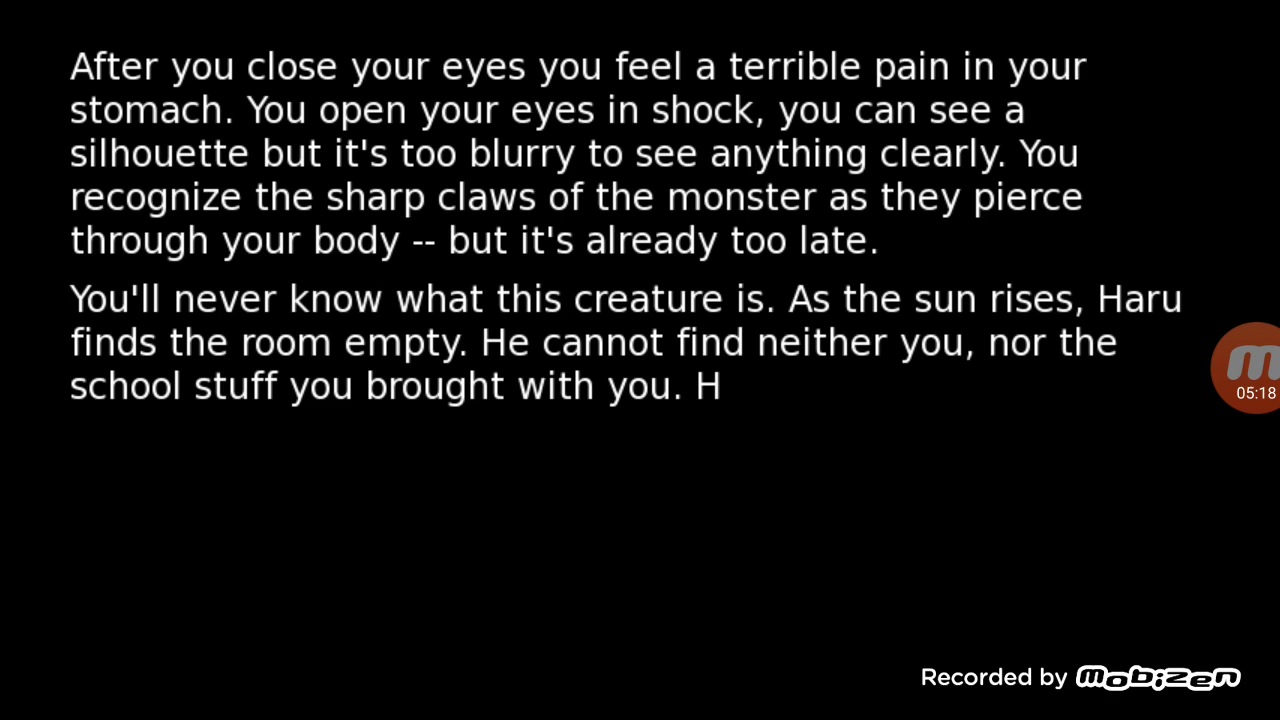 After you close your eyes you feel a terrible pain in your
stomach. You open your eyes in shock, you can see a
silhouette but it's too blurry to see anything clearly. You
recognize the sharp claws of the monster as they pierce
through your body -- but it's already too late.
You'll never know what this creature is. As the sun rises, Haru
finds the room empty. He cannot find neither you, nor the
school stuff you brought with you. H
m
05:18
Recorded by mobizen